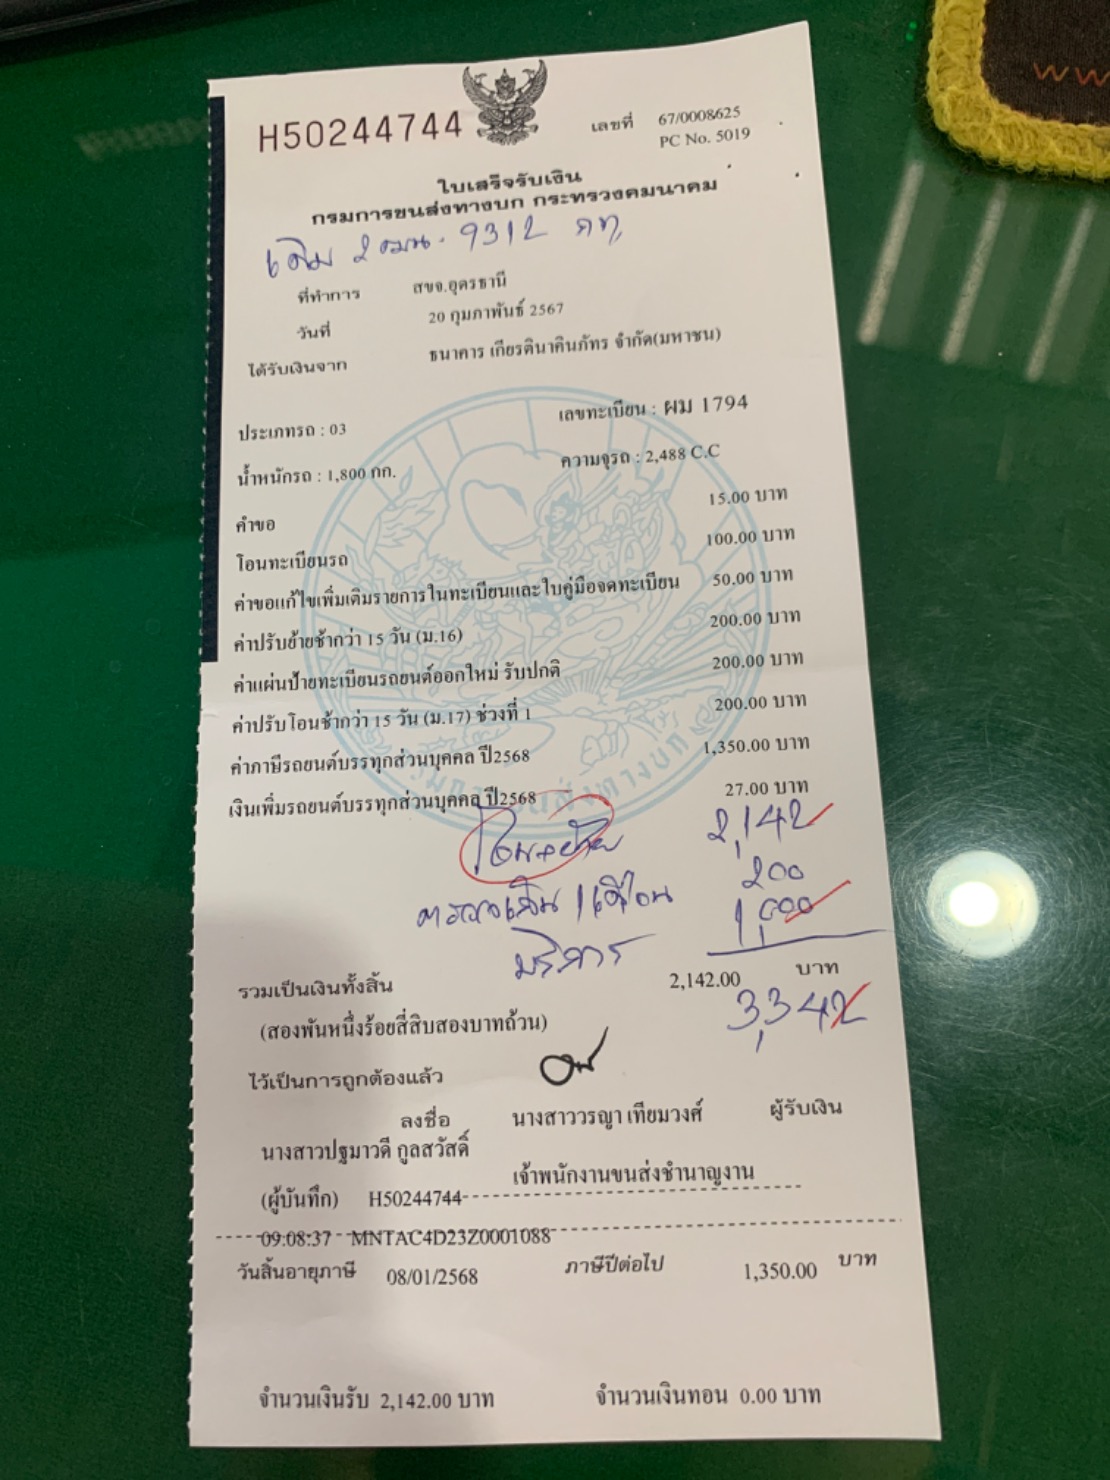 H50244744
เลขที่ 67/0008625
PC No. 5019
ใบเสร็จรับเงิน
กรมการขนส่งทางบก กระทรวงคมนาคม
เดิม 2ฒน. 9312 กท,
ที่ทำการ สขจ.อุดรธานี
วันที่ 20 กุมภาพันธ์ 2567
ได้รับเงินจาก ธนาคาร เกียรตินาคินภัทร จำกัด(มหาชน)
ประเภทรถ : 03 เลขทะเบียน : ผม 1794
น้ำหนักรถ : 1,800 กก. ความจุรถ : 2,488 C.C
คำขอ 15.00 บาท
โอนทะเบียนรถ 100.00 บาท
ค่าขอแก้ไขเพิ่มเติมรายการในทะเบียนและใบคู่มือจดทะเบียน 50.00 บาท
ค่าปรับย้ายช้ากว่า 15 วัน (ม.16) 200.00 บาท
ค่าแผ่นป้ายทะเบียนรถยนต์ออกใหม่ รับปกติ 200.00 บาท
ค่าปรับโอนช้ากว่า 15 วัน (ม.17) ช่วงที่ 1 200.00 บาท
ค่าภาษีรถยนต์บรรทุกส่วนบุคคล ปี2568 1,350.00 บาท
เงินเพิ่มรถยนต์บรรทุกส่วนบุคคล ปี2568 27.00 บาท
โอน+ย้าย 2,142
200
บริการ 1,000
รวมเป็นเงินทั้งสิ้น 2,142.00 บาท
(สองพันหนึ่งร้อยสี่สิบสองบาทถ้วน) 3,342
ไว้เป็นการถูกต้องแล้ว
ลงชื่อ นางสาววรญา เทียมวงศ์ ผู้รับเงิน
นางสาวปฐมาวดี กูลสวัสดิ์
เจ้าพนักงานขนส่งชำนาญงาน
(ผู้บันทึก) H50244744
09:08:37 MNTAC4D23Z0001088
วันสิ้นอายุภาษี 08/01/2568 ภาษีปีต่อไป 1,350.00 บาท
จำนวนเงินรับ 2,142.00 บาท จำนวนเงินทอน 0.00 บาท